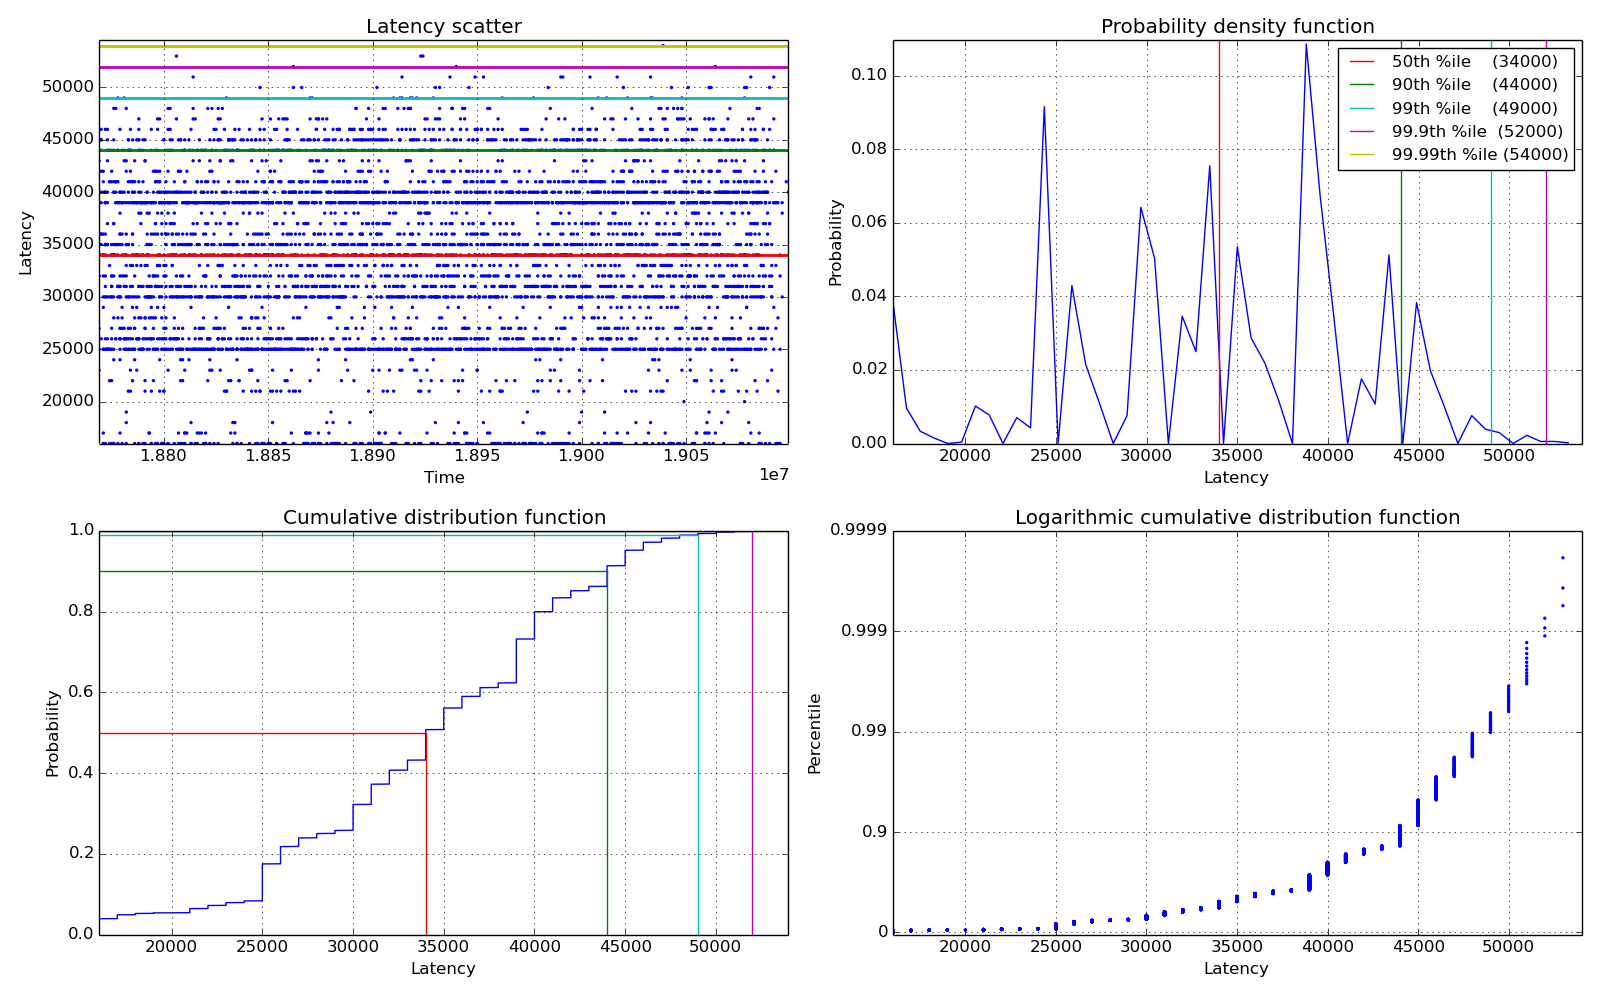 Latency scatter
50000
45000
40000
35000
30000
25000
20000
Latency
1.880 1.885 1.890 1.895 1.900 1.905
1e7
Time
Probability density function
50th %ile (34000)
90th %ile (44000)
99th %ile (49000)
99.9th %ile (52000)
99.99th %ile (54000)
0.10
0.08
0.06
0.04
0.02
0.00
Probability
20000 25000 30000 35000 40000 45000 50000
Latency
Cumulative distribution function
1.0
0.8
0.6
0.4
0.2
0.0
Probability
20000 25000 30000 35000 40000 45000 50000
Latency
Logarithmic cumulative distribution function
0.9999
0.999
0.99
0.9
0
Percentile
20000 25000 30000 35000 40000 45000 50000
Latency